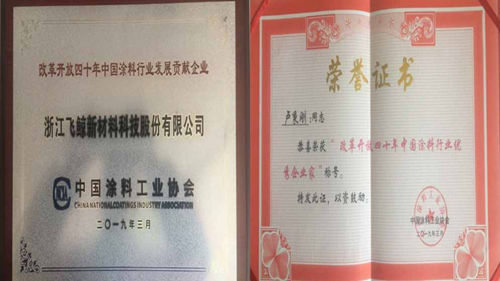 改革开放四十年中国涂料行业发展贡献企业
浙江飞鲸新材料科技股份有限公司
中国涂料工业协会
CHINA NATIONAL COATINGS INDUSTRY ASSOCIATION
二〇一九年三月
荣誉证书
卢秉刚:同志
恭喜荣获“改革开放四十年中国涂料行业优
秀企业家”称号。
特发此证,以资鼓励。
中国涂料工业协会
二〇一九年三月